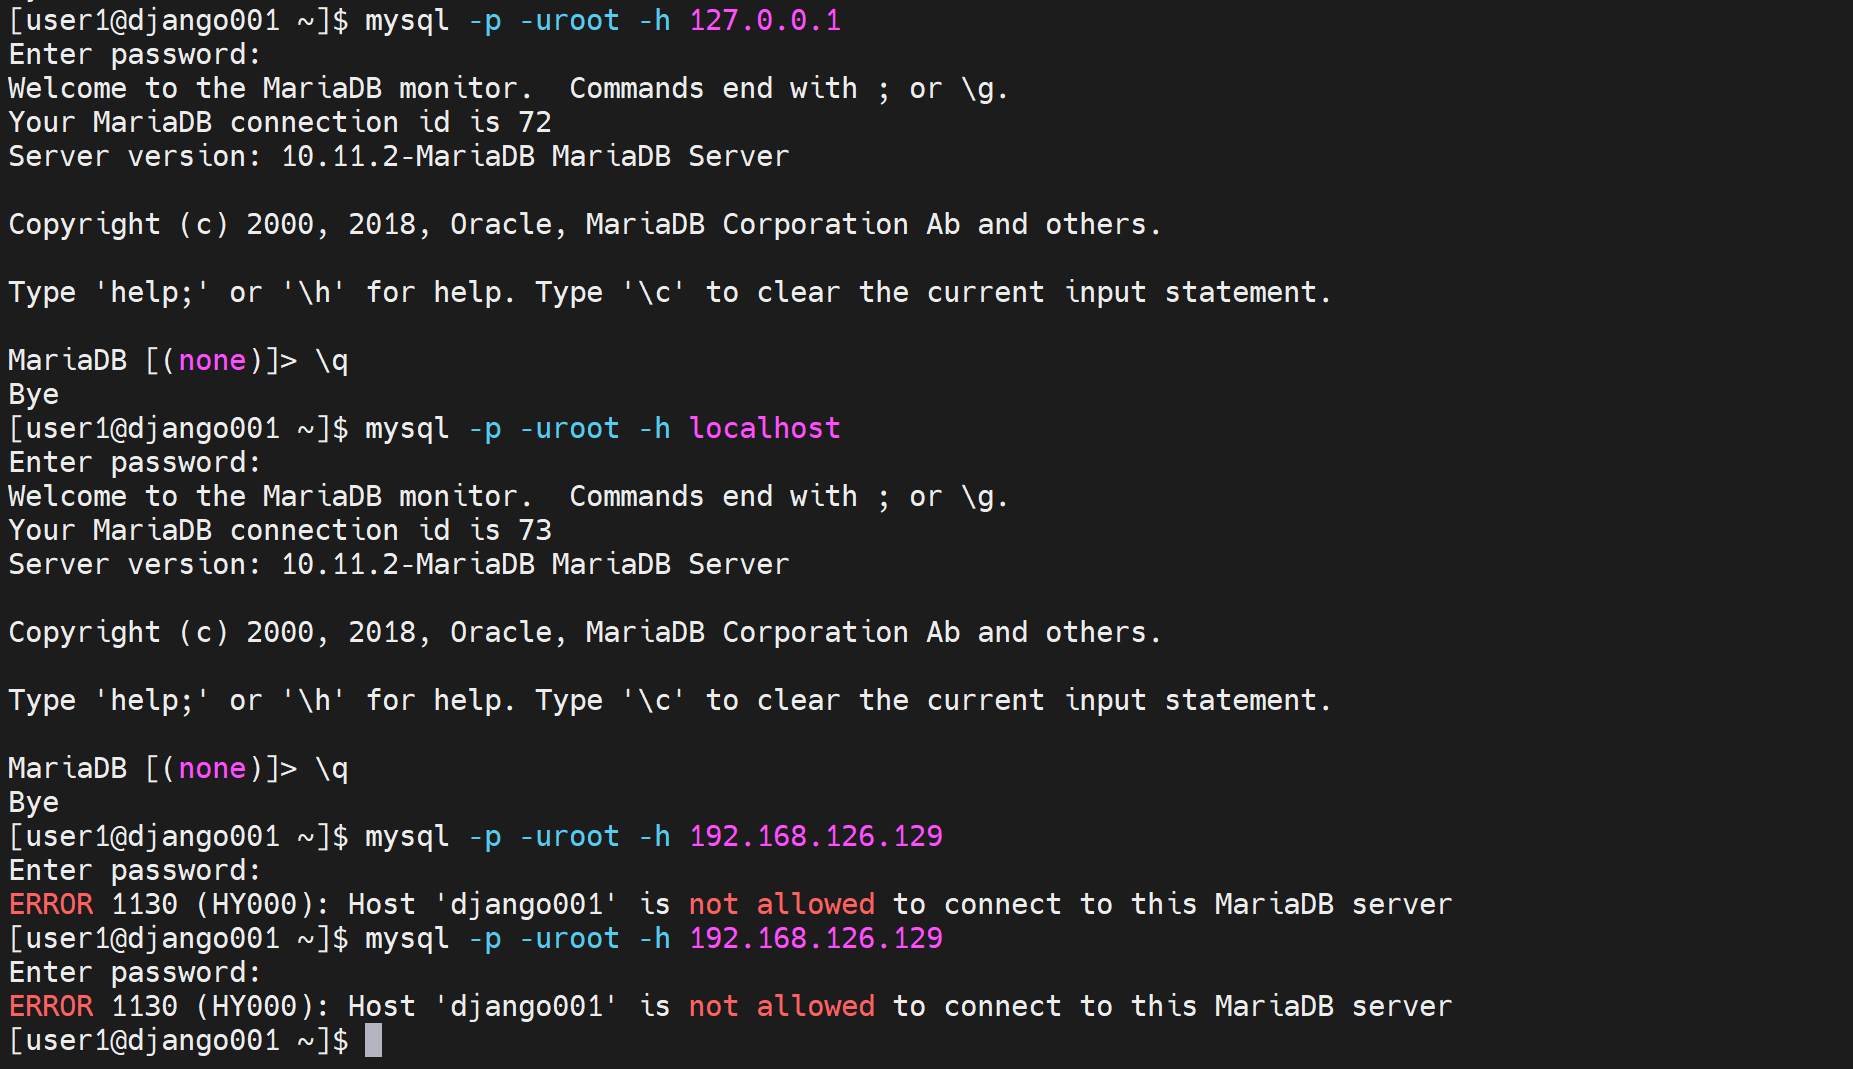 [user1@django001 ~]$ mysql -p -uroot -h 127.0.0.1
Enter password:
Welcome to the MariaDB monitor.  Commands end with ; or \g.
Your MariaDB connection id is 72
Server version: 10.11.2-MariaDB MariaDB Server

Copyright (c) 2000, 2018, Oracle, MariaDB Corporation Ab and others.

Type 'help;' or '\h' for help. Type '\c' to clear the current input statement.

MariaDB [(none)]> \q
Bye
[user1@django001 ~]$ mysql -p -uroot -h localhost
Enter password:
Welcome to the MariaDB monitor.  Commands end with ; or \g.
Your MariaDB connection id is 73
Server version: 10.11.2-MariaDB MariaDB Server

Copyright (c) 2000, 2018, Oracle, MariaDB Corporation Ab and others.

Type 'help;' or '\h' for help. Type '\c' to clear the current input statement.

MariaDB [(none)]> \q
Bye
[user1@django001 ~]$ mysql -p -uroot -h 192.168.126.129
Enter password:
ERROR 1130 (HY000): Host 'django001' is not allowed to connect to this MariaDB server
[user1@django001 ~]$ mysql -p -uroot -h 192.168.126.129
Enter password:
ERROR 1130 (HY000): Host 'django001' is not allowed to connect to this MariaDB server
[user1@django001 ~]$